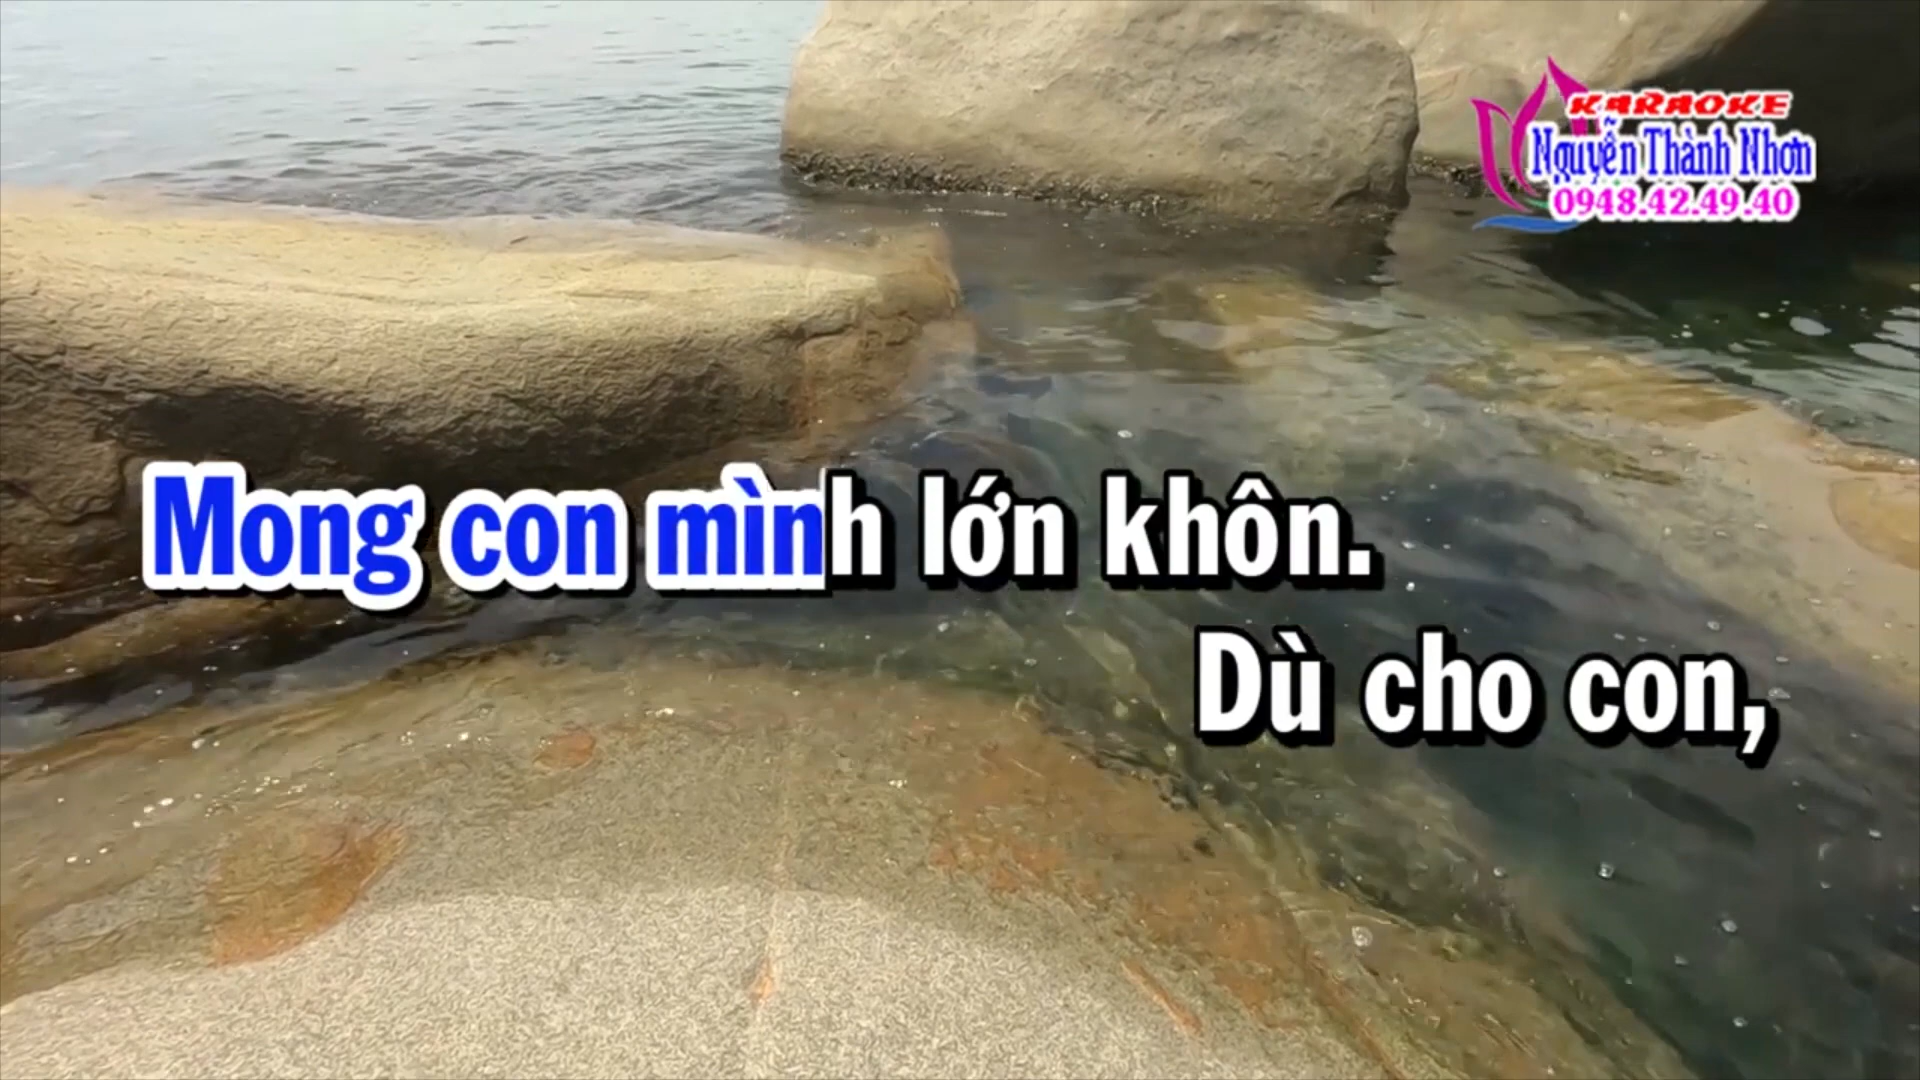 KARAOKE
Nguyễn Thành Nhơn
0948.42.49.40
Mong con mình lớn khôn.
Dù cho con,